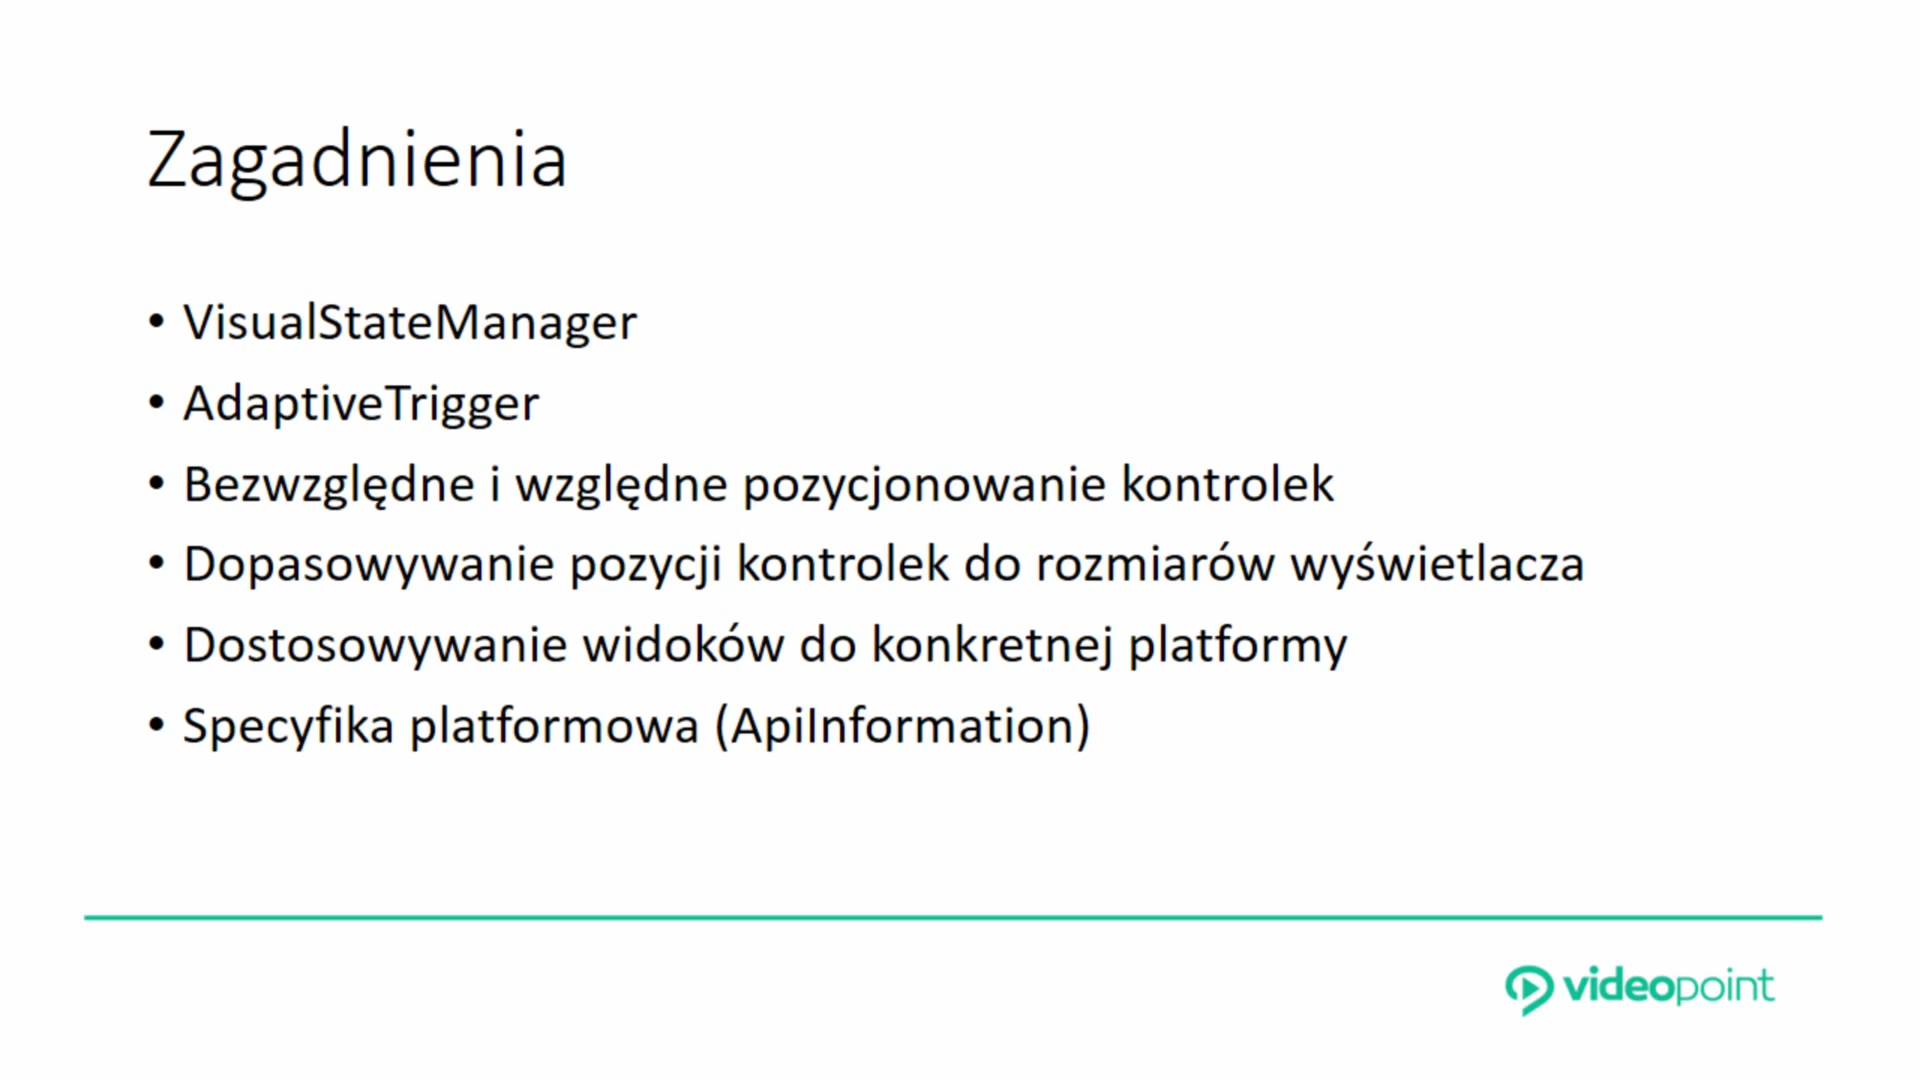 Zagadnienia
• VisualStateManager
• AdaptiveTrigger
• Bezwzględne i względne pozycjonowanie kontrolek
• Dopasowywanie pozycji kontrolek do rozmiarów wyświetlacza
• Dostosowywanie widoków do konkretnej platformy
• Specyfika platformowa (ApiInformation)
videopoint